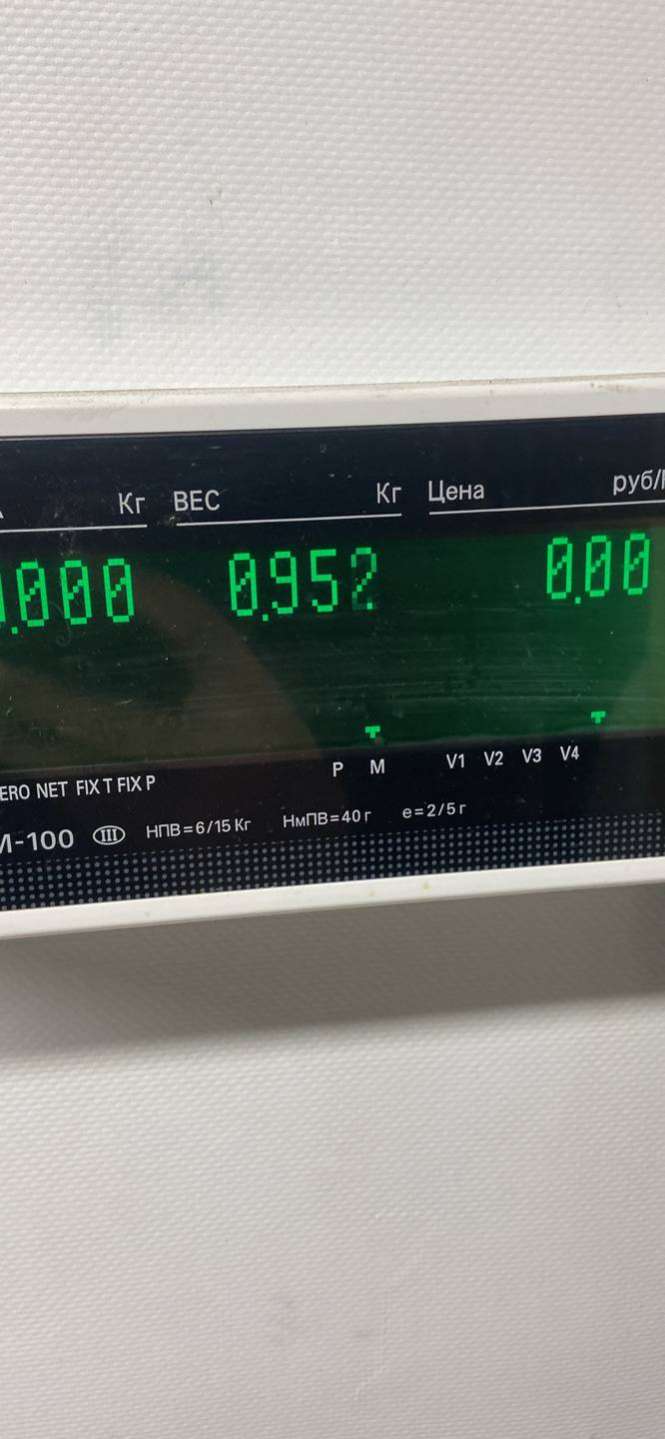 Кг ВЕС Кг Цена руб/
.000 0.952 0.00
P M V1 V2 V3 V4
NET FIX T FIX P
-100 III НПВ=6/15 Кг НмПВ=40 г e=2/5 г